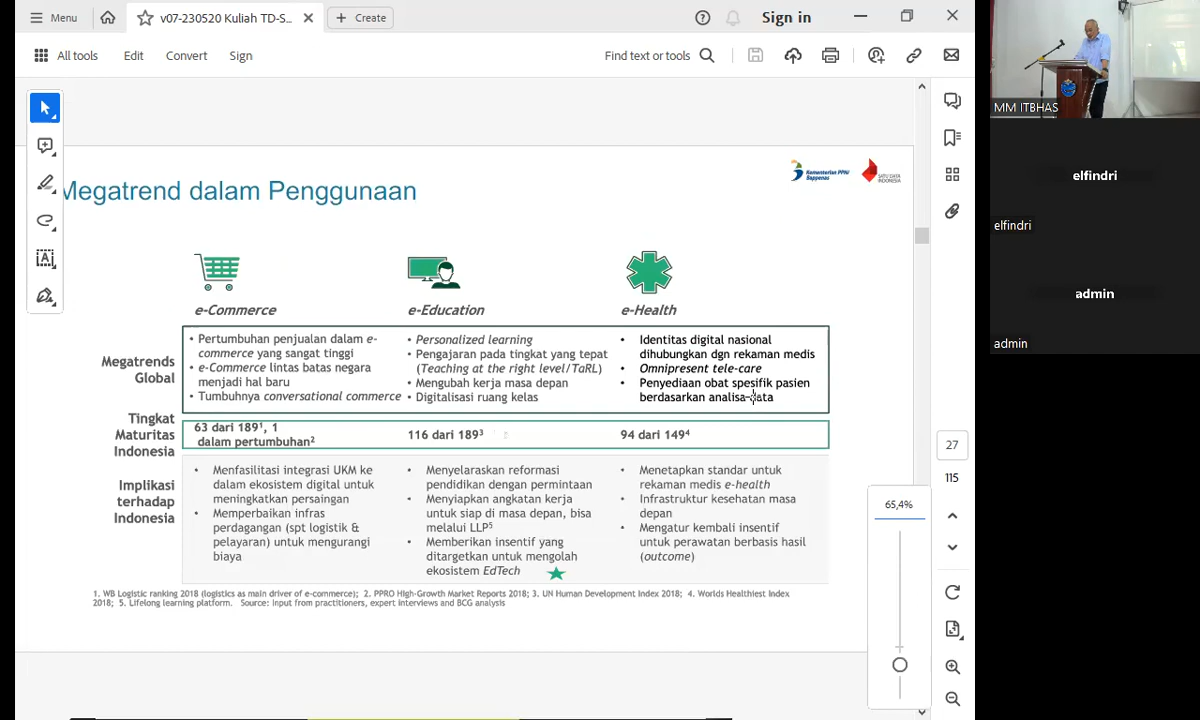 Menu
v07-230520 Kuliah TD-S...
Create
Sign in
All tools
Edit
Convert
Sign
Find text or tools
MM ITBHAS
elfindri
elfindri
admin
admin
Kementerian PPN/
Bappenas
SATU DATA
INDONESIA
Megatrend dalam Penggunaan
e-Commerce
e-Education
e-Health
Megatrends
Global
• Pertumbuhan penjualan dalam e-
commerce yang sangat tinggi
• e-Commerce lintas batas negara
menjadi hal baru
• Tumbuhnya conversational commerce
• Personalized learning
• Pengajaran pada tingkat yang tepat
(Teaching at the right level/TaRL)
• Mengubah kerja masa depan
• Digitalisasi ruang kelas
• Identitas digital nasional
dihubungkan dgn rekaman medis
• Omnipresent tele-care
• Penyediaan obat spesifik pasien
berdasarkan analisa data
Tingkat
Maturitas
Indonesia
63 dari 189¹, 1
dalam pertumbuhan²
116 dari 189³
94 dari 149⁴
Implikasi
terhadap
Indonesia
• Menfasilitasi integrasi UKM ke
dalam ekosistem digital untuk
meningkatkan persaingan
• Memperbaikan infras
perdagangan (spt logistik &
pelayaran) untuk mengurangi
biaya
• Menyelaraskan reformasi
pendidikan dengan permintaan
• Menyiapkan angkatan kerja
untuk siap di masa depan, bisa
melalui LLP⁵
• Memberikan insentif yang
ditargetkan untuk mengolah
ekosistem EdTech
• Menetapkan standar untuk
rekaman medis e-health
• Infrastruktur kesehatan masa
depan
• Mengatur kembali insentif
untuk perawatan berbasis hasil
(outcome)
1. WB Logistic ranking 2018 (logistics as main driver of e-commerce); 2. PPRO High-Growth Market Reports 2018; 3. UN Human Development Index 2018; 4. Worlds Healthiest Index
2018; 5. Lifelong learning platform. Source: Input from practitioners, expert interviews and BCG analysis
27
115
65,4%